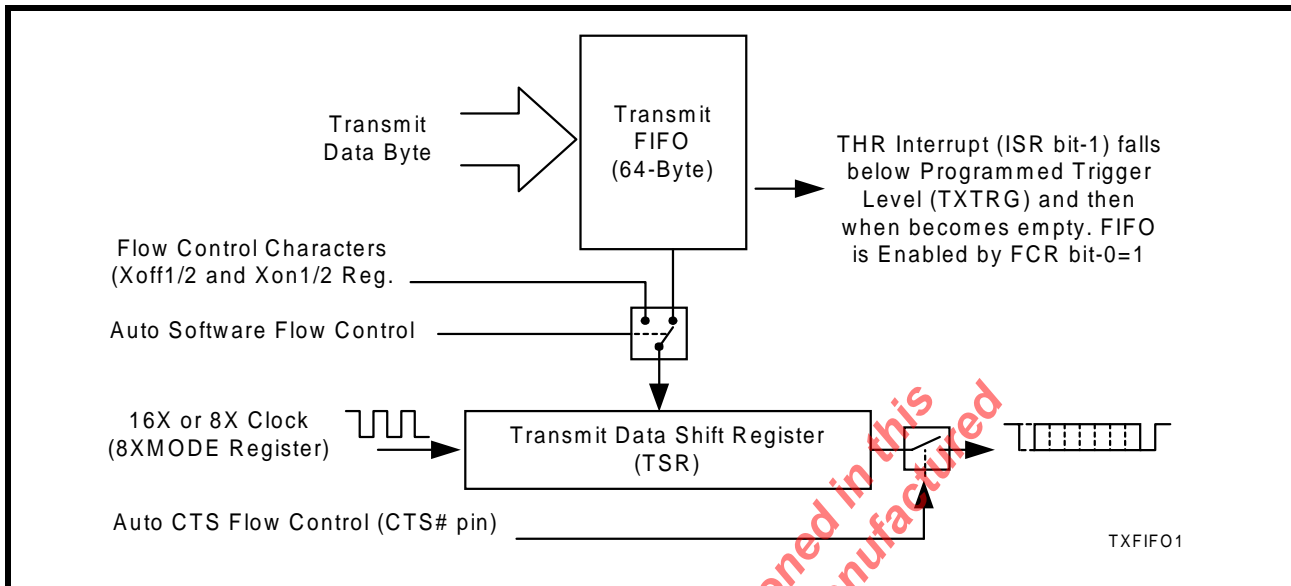 Transmit
Data Byte
Transmit
FIFO
(64-Byte)
THR Interrupt (ISR bit-1) falls
below Programmed Trigger
Level (TXTRG) and then
when becomes empty. FIFO
is Enabled by FCR bit-0=1
Flow Control Characters
(Xoff1/2 and Xon1/2 Reg.
Auto Software Flow Control
16X or 8X Clock
(8XMODE Register)
Transmit Data Shift Register
(TSR)
Auto CTS Flow Control (CTS# pin)
TXFIFO1
in this